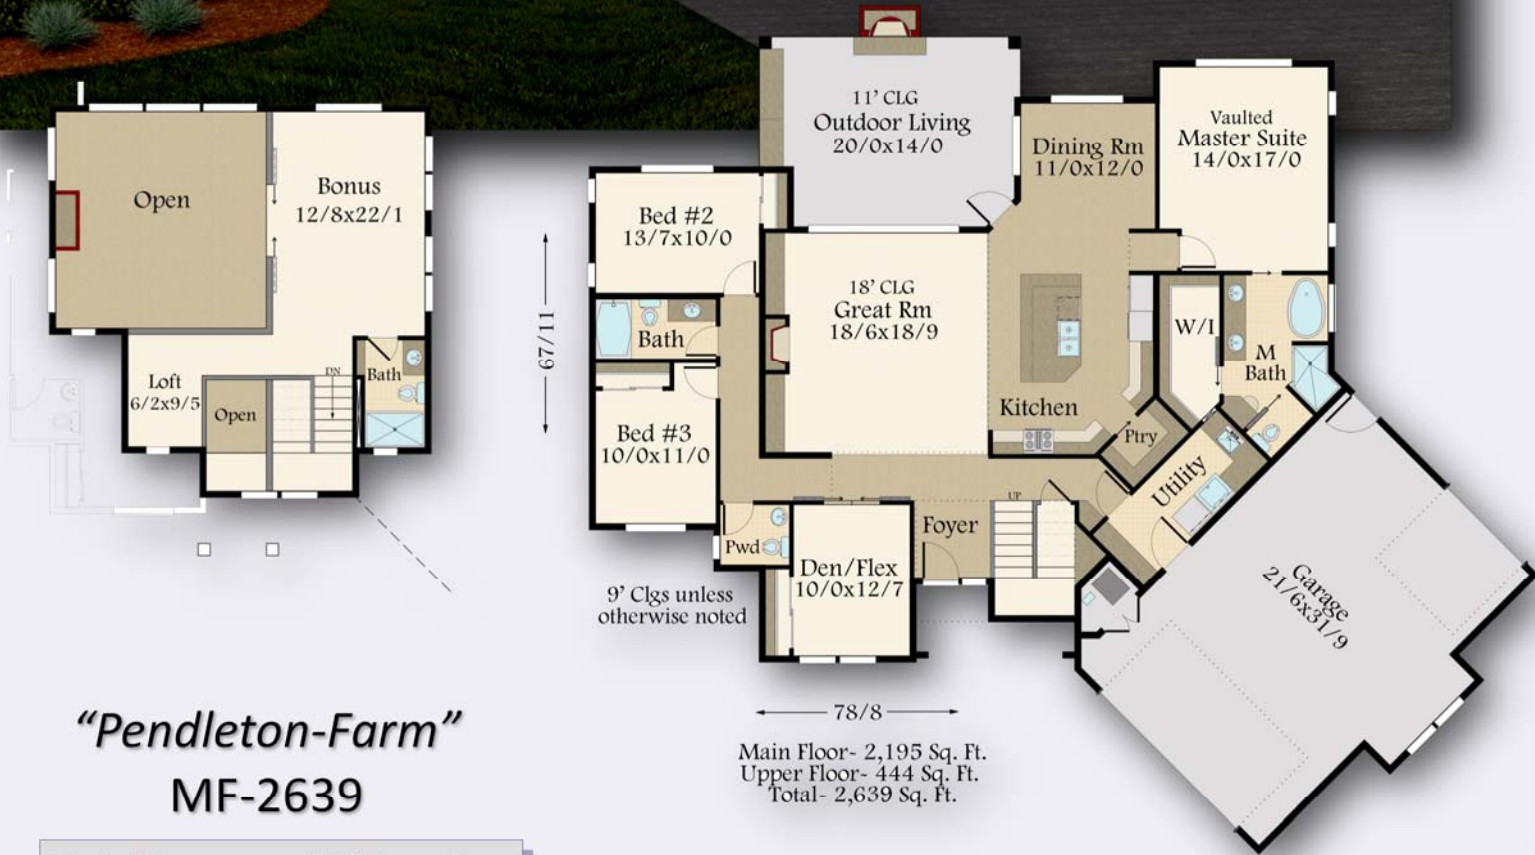 Open
Bonus
12/8x22/1
Loft
6/2x9/5
Open
DN
Bath
11' CLG
Outdoor Living
20/0x14/0
Dining Rm
11/0x12/0
Vaulted
Master Suite
14/0x17/0
Bed #2
13/7x10/0
67/11
18' CLG
Great Rm
18/6x18/9
Bath
W/I
M
Bath
Kitchen
Ptry
Bed #3
10/0x11/0
Utility
UP
Foyer
Pwd
Den/Flex
10/0x12/7
Garage
21/6x31/9
9' Clgs unless
otherwise noted
78/8
Main Floor- 2,195 Sq. Ft.
Upper Floor- 444 Sq. Ft.
Total- 2,639 Sq. Ft.
“Pendleton-Farm”
MF-2639